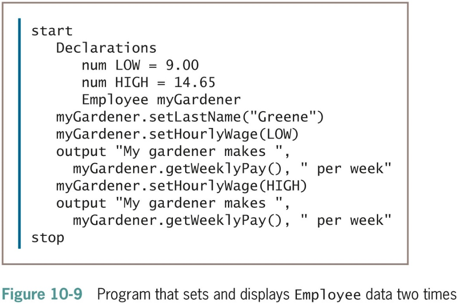 start
Declarations
num LOW = 9.00
num HIGH = 14.65
Employee myGardener
myGardener.setLastName("Greene")
myGardener.setHourlyWage(LOW)
output "My gardener makes ",
myGardener.getWeeklyPay(), " per week"
myGardener.setHourlyWage(HIGH)
output "My gardener makes ",
myGardener.getWeeklyPay(), " per week"
stop
Figure 10-9 Program that sets and displays Employee data two times